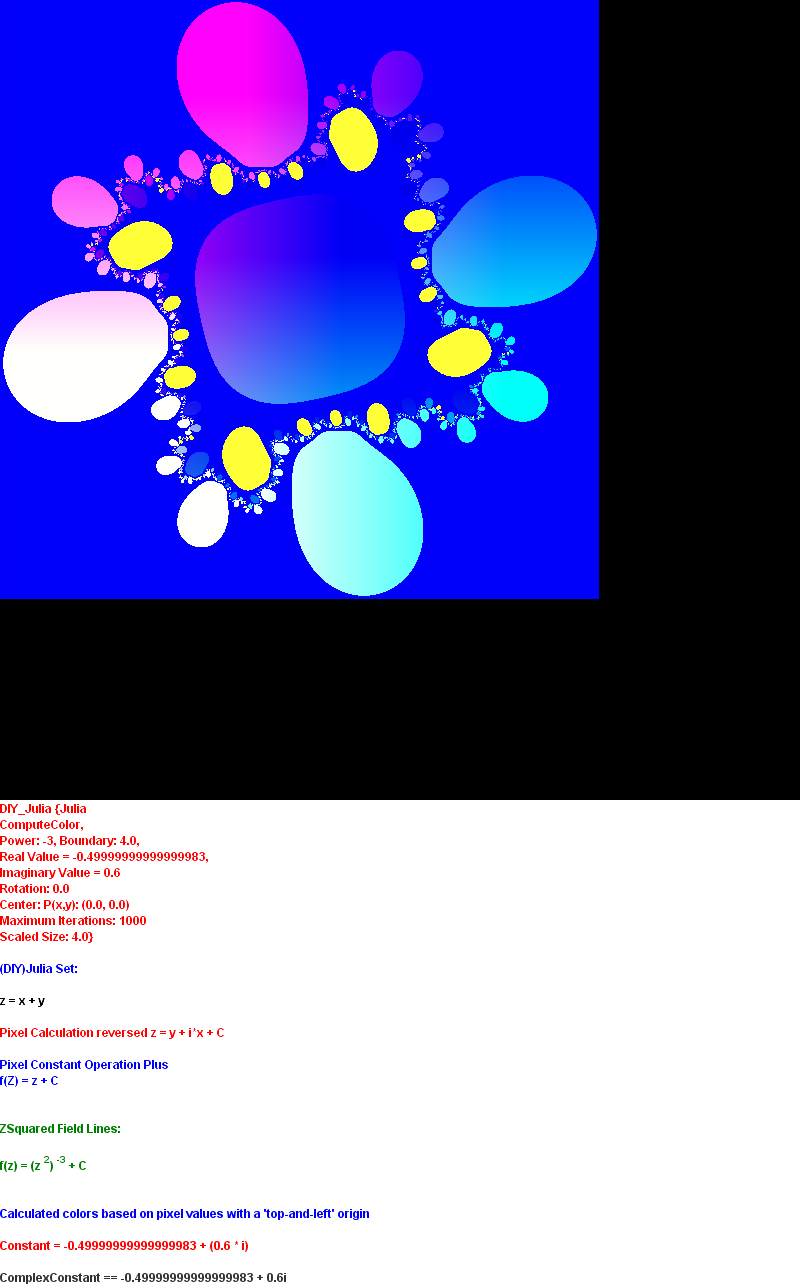 DIY_Julia {Julia
ComputeColor,
Power: -3, Boundary: 4.0,
Real Value = -0.49999999999999983,
Imaginary Value = 0.6
Rotation: 0.0
Center: P(x,y): (0.0, 0.0)
Maximum Iterations: 1000
Scaled Size: 4.0}
(DIY)Julia Set:
z = x + y
Pixel Calculation reversed z = y + i*x + C
Pixel Constant Operation Plus
f(Z) = z + C
ZSquared Field Lines:
f(z) = (z ²) ⁻³ + C
Calculated colors based on pixel values with a 'top-and-left' origin
Constant = -0.49999999999999983 + (0.6 * i)
ComplexConstant == -0.49999999999999983 + 0.6i